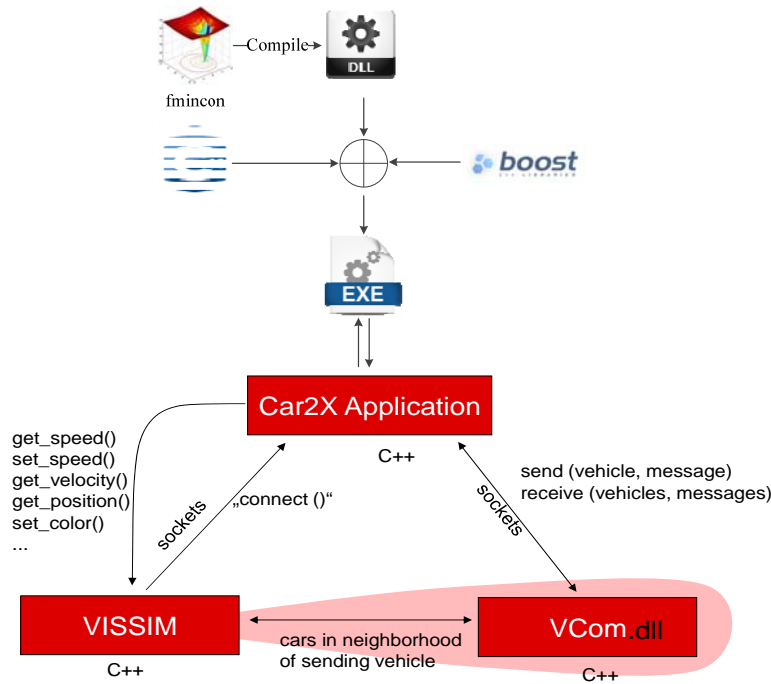 Compile
DLL
fmincon
boost
C++ LIBRARIES
EXE
Car2X Application
C++
get_speed()
set_speed()
get_velocity()
get_position()
set_color()
...
sockets
„connect ()“
sockets
send (vehicle, message)
receive (vehicles, messages)
VISSIM
C++
cars in neighborhood
of sending vehicle
VCom.dll
C++